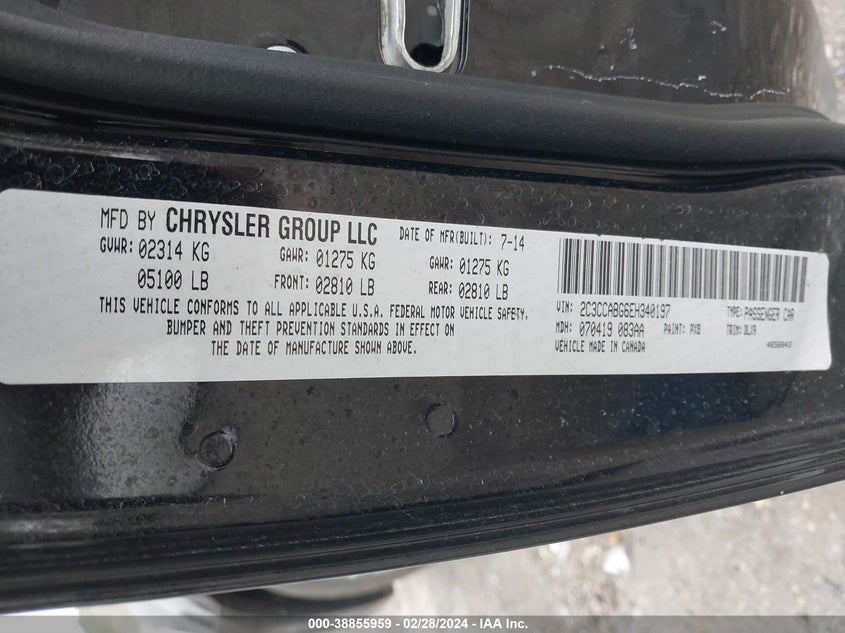 MFD BY CHRYSLER GROUP LLC DATE OF MFR(BUILT): 7-14
GVWR: 02314 KG GAWR: 01275 KG GAWR: 01275 KG
05100 LB FRONT: 02810 LB REAR: 02810 LB
THIS VEHICLE CONFORMS TO ALL APPLICABLE U.S.A. FEDERAL MOTOR VEHICLE SAFETY,
BUMPER AND THEFT PREVENTION STANDARDS IN EFFECT ON
THE DATE OF MANUFACTURE SHOWN ABOVE.
VIN: 2C3CCABG6EH340197 TYPE: PASSENGER CAR
MDH: 070419 083AA PAINT: PX8 TRIM: DLX9
VEHICLE MADE IN CANADA
000-38855959 - 02/28/2024 - IAA Inc.